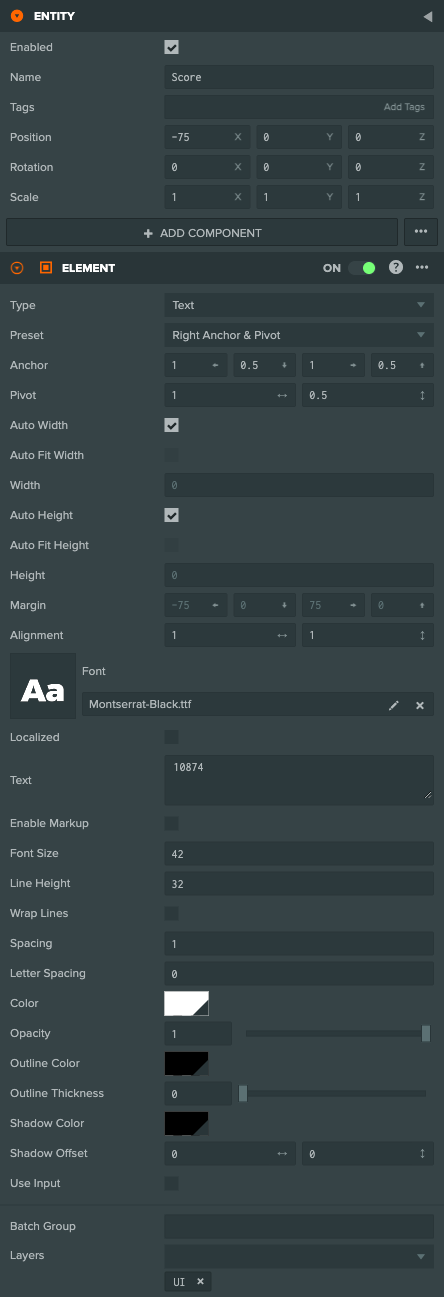 ENTITY
Enabled
Name Score
Tags Add Tags
Position -75 X 0 Y 0 Z
Rotation 0 X 0 Y 0 Z
Scale 1 X 1 Y 1 Z
+ ADD COMPONENT •••
ELEMENT ON ? •••
Type Text
Preset Right Anchor & Pivot
Anchor 1 0.5 1 0.5
Pivot 1 0.5
Auto Width
Auto Fit Width
Width 0
Auto Height
Auto Fit Height
Height 0
Margin -75 0 75 0
Alignment 1 1
Font
Aa Montserrat-Black.ttf
Localized
Text 10874
Enable Markup
Font Size 42
Line Height 32
Wrap Lines
Spacing 1
Letter Spacing 0
Color
Opacity 1
Outline Color
Outline Thickness 0
Shadow Color
Shadow Offset 0 0
Use Input
Batch Group
Layers
UI ×